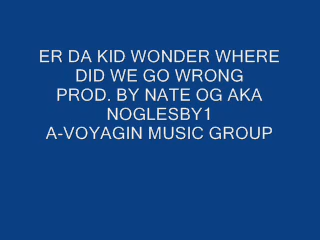 ER DA KID WONDER WHERE
DID WE GO WRONG
PROD. BY NATE OG AKA
NOGLESBY1
A-VOYAGIN MUSIC GROUP